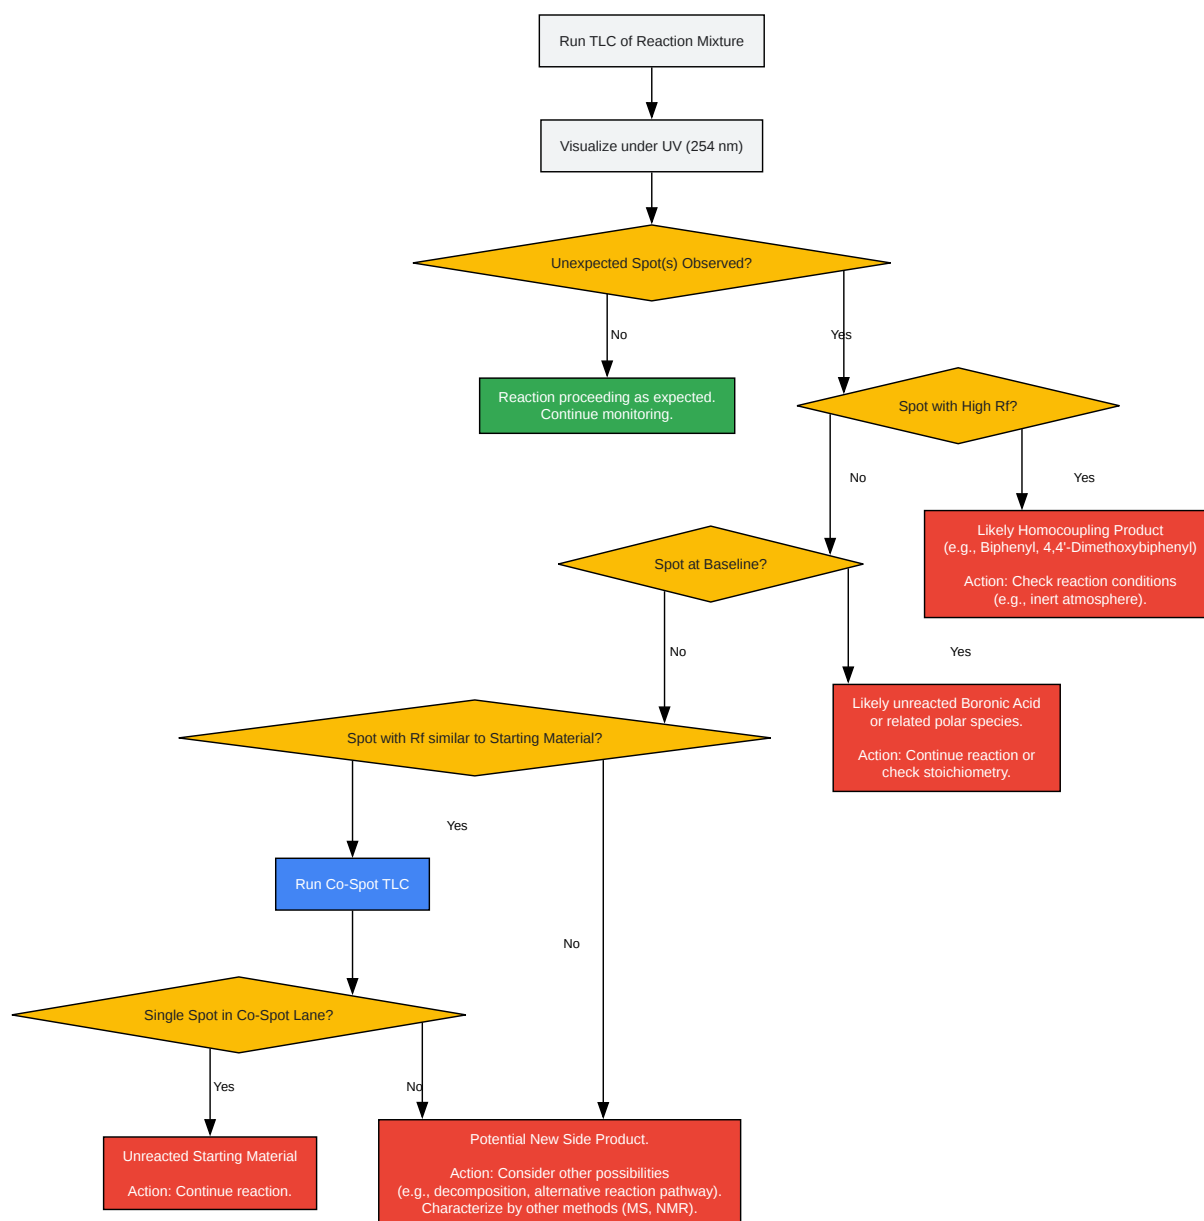 Run TLC of Reaction Mixture
Visualize under UV (254 nm)
Unexpected Spot(s) Observed?
No
Yes
Reaction proceeding as expected.
Continue monitoring.
Spot with High Rf?
No
Yes
Likely Homocoupling Product
(e.g., Biphenyl, 4,4'-Dimethoxybiphenyl)
Action: Check reaction conditions
(e.g., inert atmosphere).
Spot at Baseline?
No
Yes
Likely unreacted Boronic Acid
or related polar species.
Action: Continue reaction or
check stoichiometry.
Spot with Rf similar to Starting Material?
Yes
No
Run Co-Spot TLC
Single Spot in Co-Spot Lane?
Yes
No
Unreacted Starting Material
Action: Continue reaction.
Potential New Side Product.
Action: Consider other possibilities
(e.g., decomposition, alternative reaction pathway).
Characterize by other methods (MS, NMR).